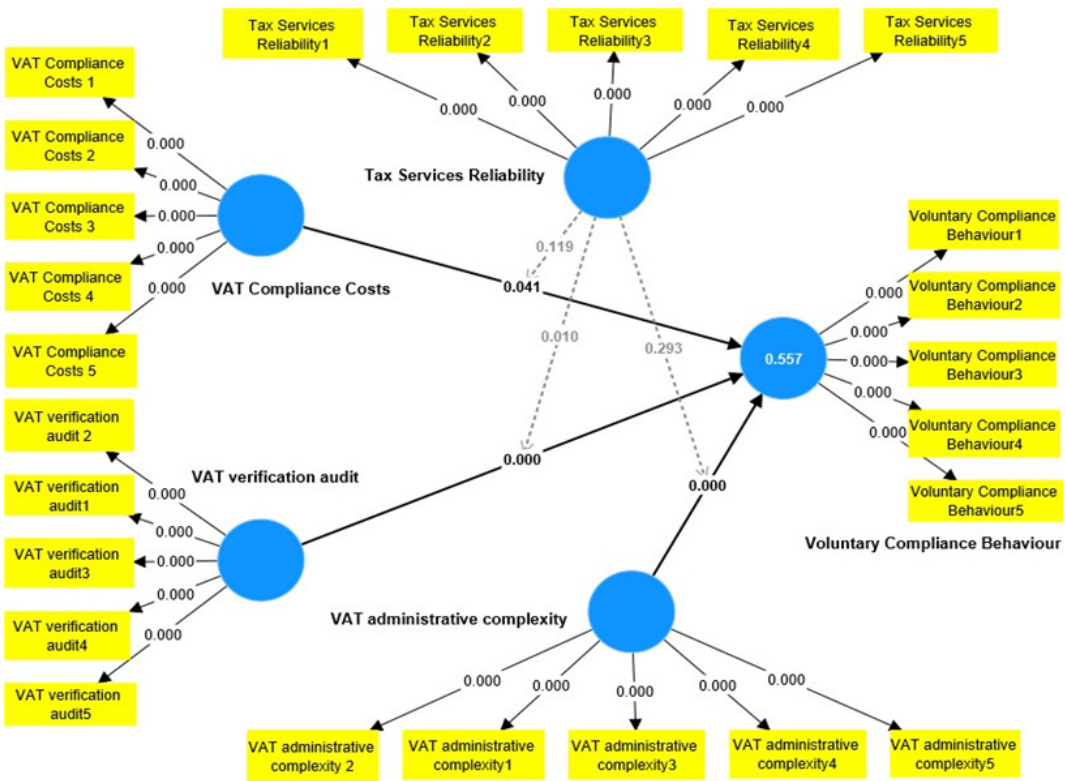 Tax Services
Reliability1
Tax Services
Reliability2
Tax Services
Reliability3
Tax Services
Reliability4
Tax Services
Reliability5
0.000
0.000
0.000
0.000
0.000
Tax Services Reliability
VAT Compliance
Costs 1
VAT Compliance
Costs 2
VAT Compliance
Costs 3
VAT Compliance
Costs 4
VAT Compliance
Costs 5
0.000
0.000
0.000
0.000
0.000
VAT Compliance Costs
0.119
0.041
0.010
0.293
0.000
0.000
VAT verification
audit 2
VAT verification
audit1
VAT verification
audit3
VAT verification
audit4
VAT verification
audit5
0.000
0.000
0.000
0.000
0.000
VAT verification audit
0.557
0.000
0.000
0.000
0.000
0.000
Voluntary Compliance
Behaviour1
Voluntary Compliance
Behaviour2
Voluntary Compliance
Behaviour3
Voluntary Compliance
Behaviour4
Voluntary Compliance
Behaviour5
Voluntary Compliance Behaviour
VAT administrative complexity
0.000
0.000
0.000
0.000
0.000
VAT administrative
complexity 2
VAT administrative
complexity1
VAT administrative
complexity3
VAT administrative
complexity4
VAT administrative
complexity5